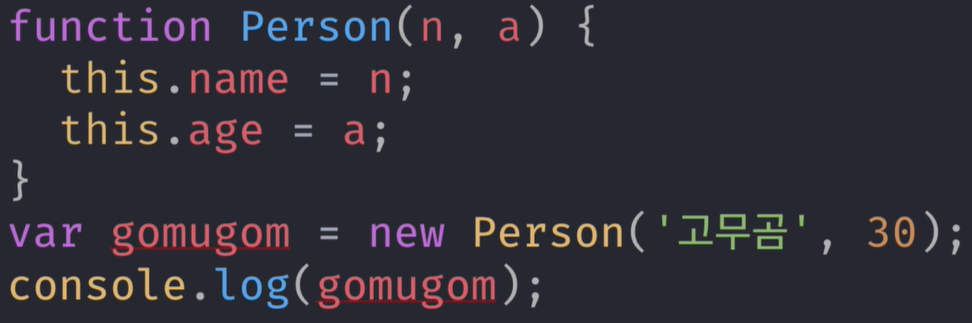 function Person(n, a) {
  this.name = n;
  this.age = a;
}
var gomugom = new Person('고무곰', 30);
console.log(gomugom);